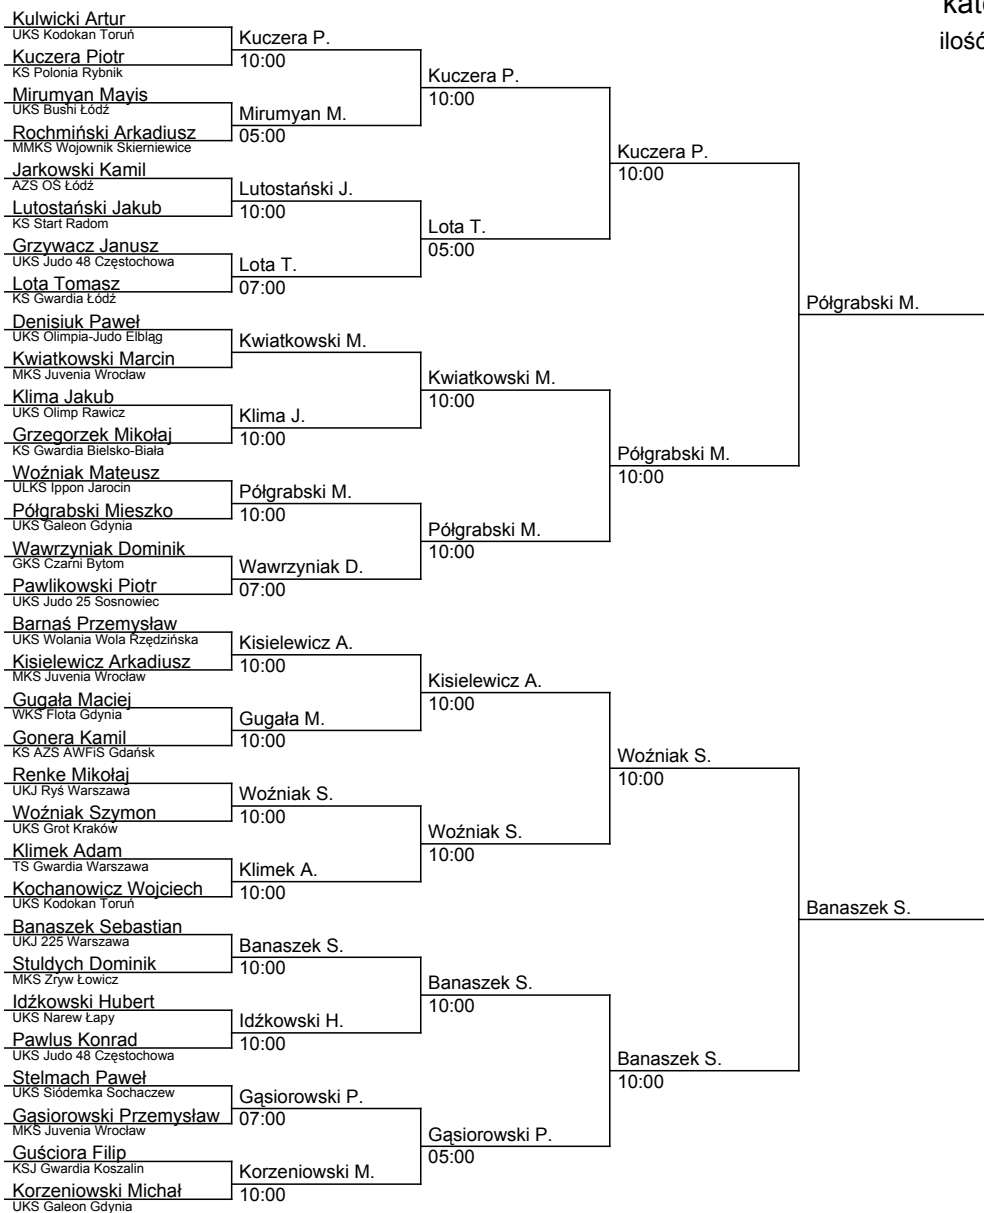 kate
ilość
Kulwicki Artur
UKS Kodokan Toruń
Kuczera Piotr
KS Polonia Rybnik
Mirumyan Mayis
UKS Bushi Łódź
Rochmiński Arkadiusz
MMKS Wojownik Skierniewice
Jarkowski Kamil
AZS OŚ Łódź
Lutostański Jakub
KS Start Radom
Grzywacz Janusz
UKS Judo 48 Częstochowa
Lota Tomasz
KS Gwardia Łódź
Denisiuk Paweł
UKS Olimpia-Judo Elbląg
Kwiatkowski Marcin
MKS Juvenia Wrocław
Klima Jakub
UKS Olimp Rawicz
Grzegorzek Mikołaj
KS Gwardia Bielsko-Biała
Woźniak Mateusz
ULKS Ippon Jarocin
Półgrabski Mieszko
UKS Galeon Gdynia
Wawrzyniak Dominik
GKS Czarni Bytom
Pawlikowski Piotr
UKS Judo 25 Sosnowiec
Barnaś Przemysław
UKS Wolania Wola Rzędzińska
Kisielewicz Arkadiusz
MKS Juvenia Wrocław
Gugała Maciej
WKS Flota Gdynia
Gonera Kamil
KS AZS AWFiS Gdańsk
Renke Mikołaj
UKJ Ryś Warszawa
Woźniak Szymon
UKS Grot Kraków
Klimek Adam
TS Gwardia Warszawa
Kochanowicz Wojciech
UKS Kodokan Toruń
Banaszek Sebastian
UKJ 225 Warszawa
Stuldych Dominik
MKS Zryw Łowicz
Idźkowski Hubert
UKS Narew Łapy
Pawlus Konrad
UKS Judo 48 Częstochowa
Stelmach Paweł
UKS Siódemka Sochaczew
Gąsiorowski Przemysław
MKS Juvenia Wrocław
Guściora Filip
KSJ Gwardia Koszalin
Korzeniowski Michał
UKS Galeon Gdynia
Kuczera P.
10:00
Mirumyan M.
05:00
Lutostański J.
10:00
Lota T.
07:00
Kwiatkowski M.
Klima J.
10:00
Półgrabski M.
10:00
Wawrzyniak D.
07:00
Kisielewicz A.
10:00
Gugała M.
10:00
Woźniak S.
10:00
Klimek A.
10:00
Banaszek S.
10:00
Idźkowski H.
10:00
Gąsiorowski P.
07:00
Korzeniowski M.
10:00
Kuczera P.
10:00
Lota T.
05:00
Kwiatkowski M.
10:00
Półgrabski M.
10:00
Kisielewicz A.
10:00
Woźniak S.
10:00
Banaszek S.
10:00
Gąsiorowski P.
05:00
Kuczera P.
10:00
Półgrabski M.
10:00
Woźniak S.
10:00
Banaszek S.
10:00
Półgrabski M.
Banaszek S.